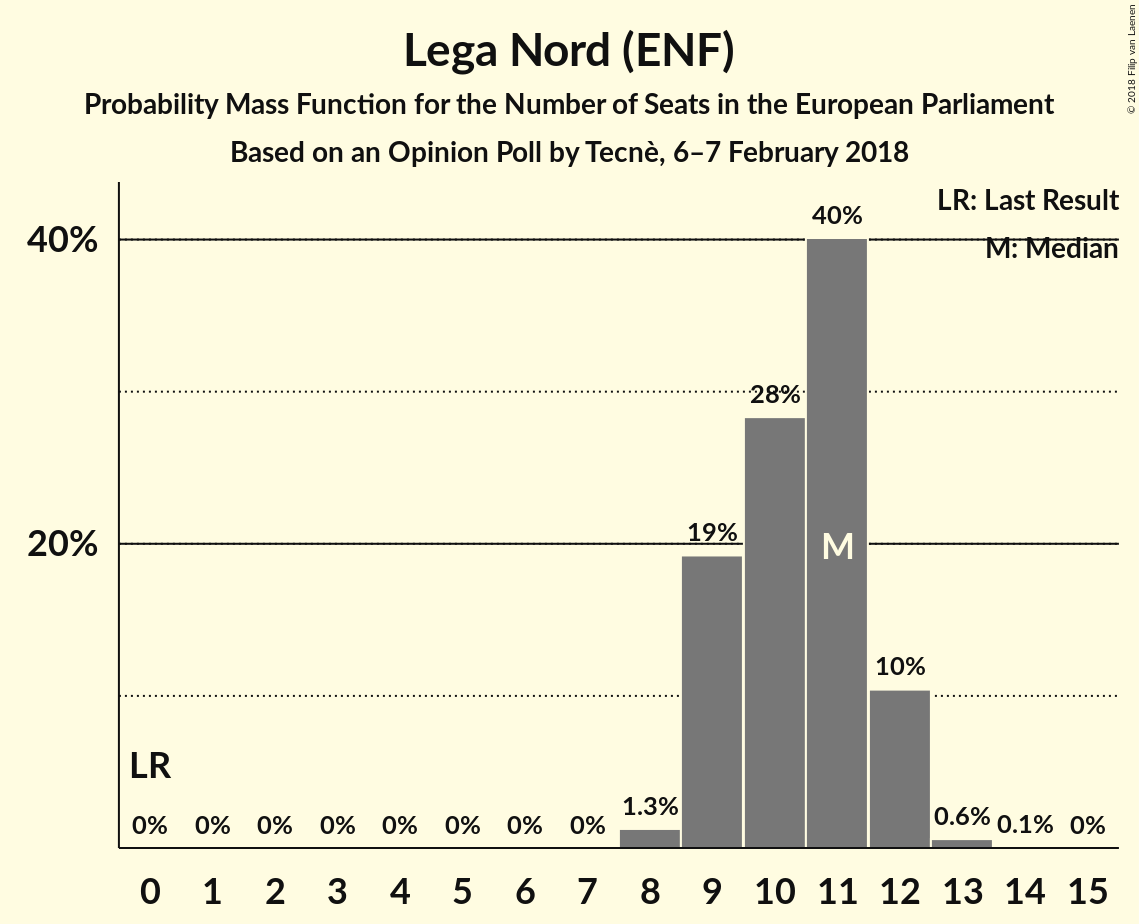 Lega Nord (ENF)
Probability Mass Function for the Number of Seats in the European Parliament
Based on an Opinion Poll by Tecnè, 6–7 February 2018
© 2018 Filip van Laenen
LR: Last Result
M: Median
40%
20%
LR
0% 0% 0% 0% 0% 0% 0% 0% 1.3% 19% 28% 40% 10% 0.6% 0.1% 0%
M
0 1 2 3 4 5 6 7 8 9 10 11 12 13 14 15